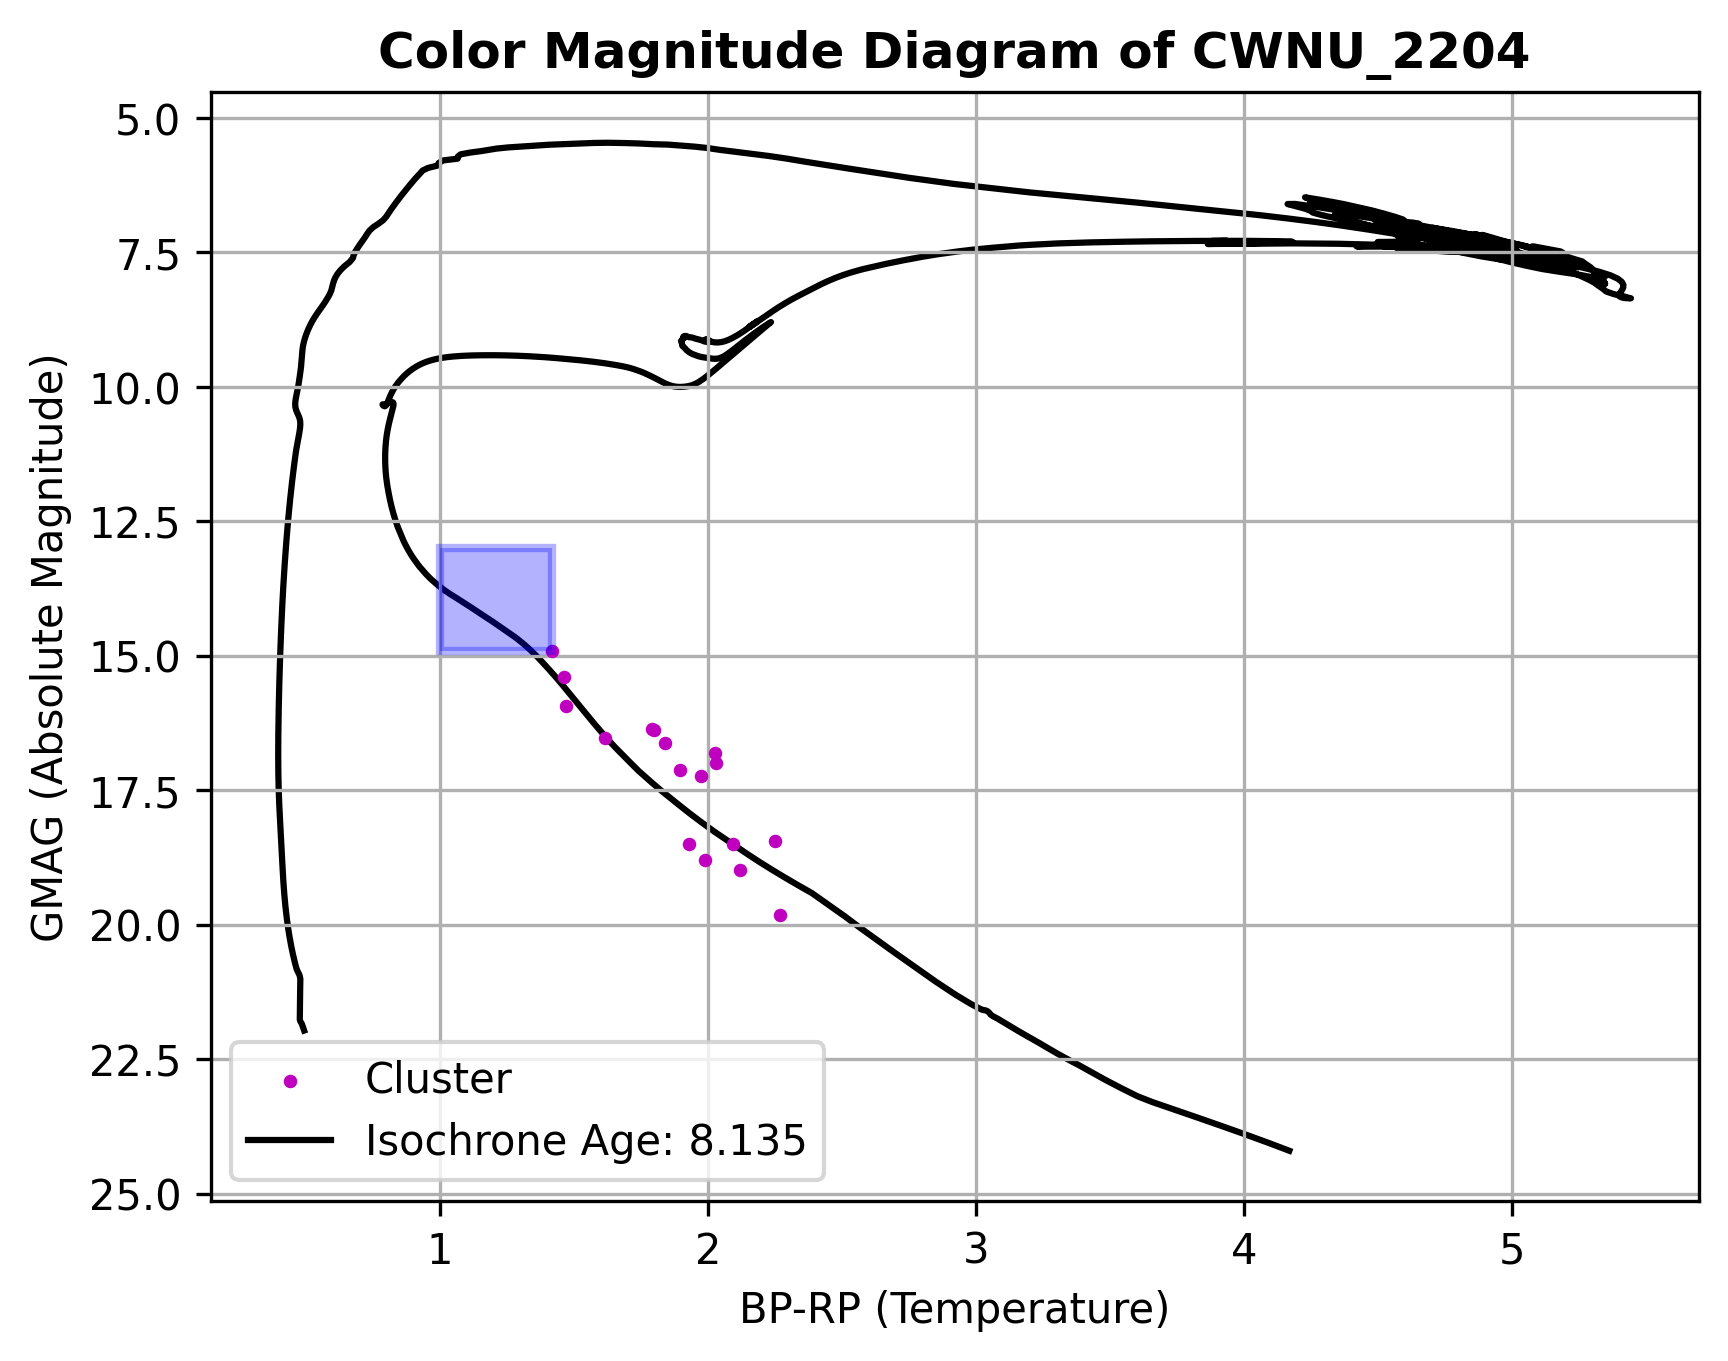 Color Magnitude Diagram of CWNU_2204
GMAG (Absolute Magnitude)
5.0
7.5
10.0
12.5
15.0
17.5
20.0
22.5
25.0
Cluster
Isochrone Age: 8.135
1 2 3 4 5
BP-RP (Temperature)